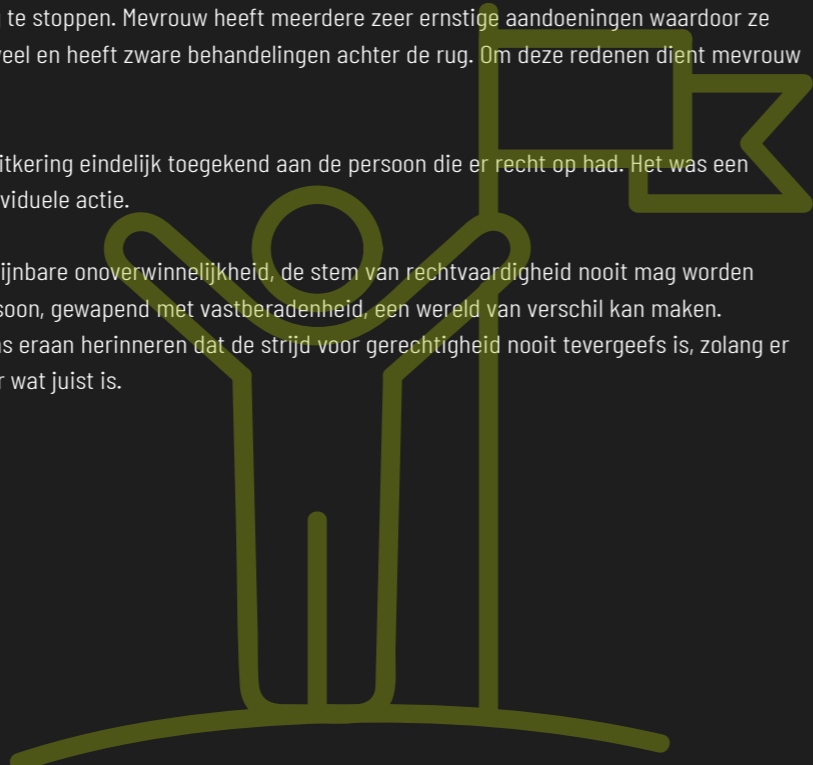 te stoppen. Mevrouw heeft meerdere zeer ernstige aandoeningen waardoor ze
veel en heeft zware behandelingen achter de rug. Om deze redenen dient mevrouw
itkering eindelijk toegekend aan de persoon die er recht op had. Het was een
viduele actie.
ijnbare onoverwinnelijkheid, de stem van rechtvaardigheid nooit mag worden
soon, gewapend met vastberadenheid, een wereld van verschil kan maken.
ns eraan herinneren dat de strijd voor gerechtigheid nooit tevergeefs is, zolang er
r wat juist is.